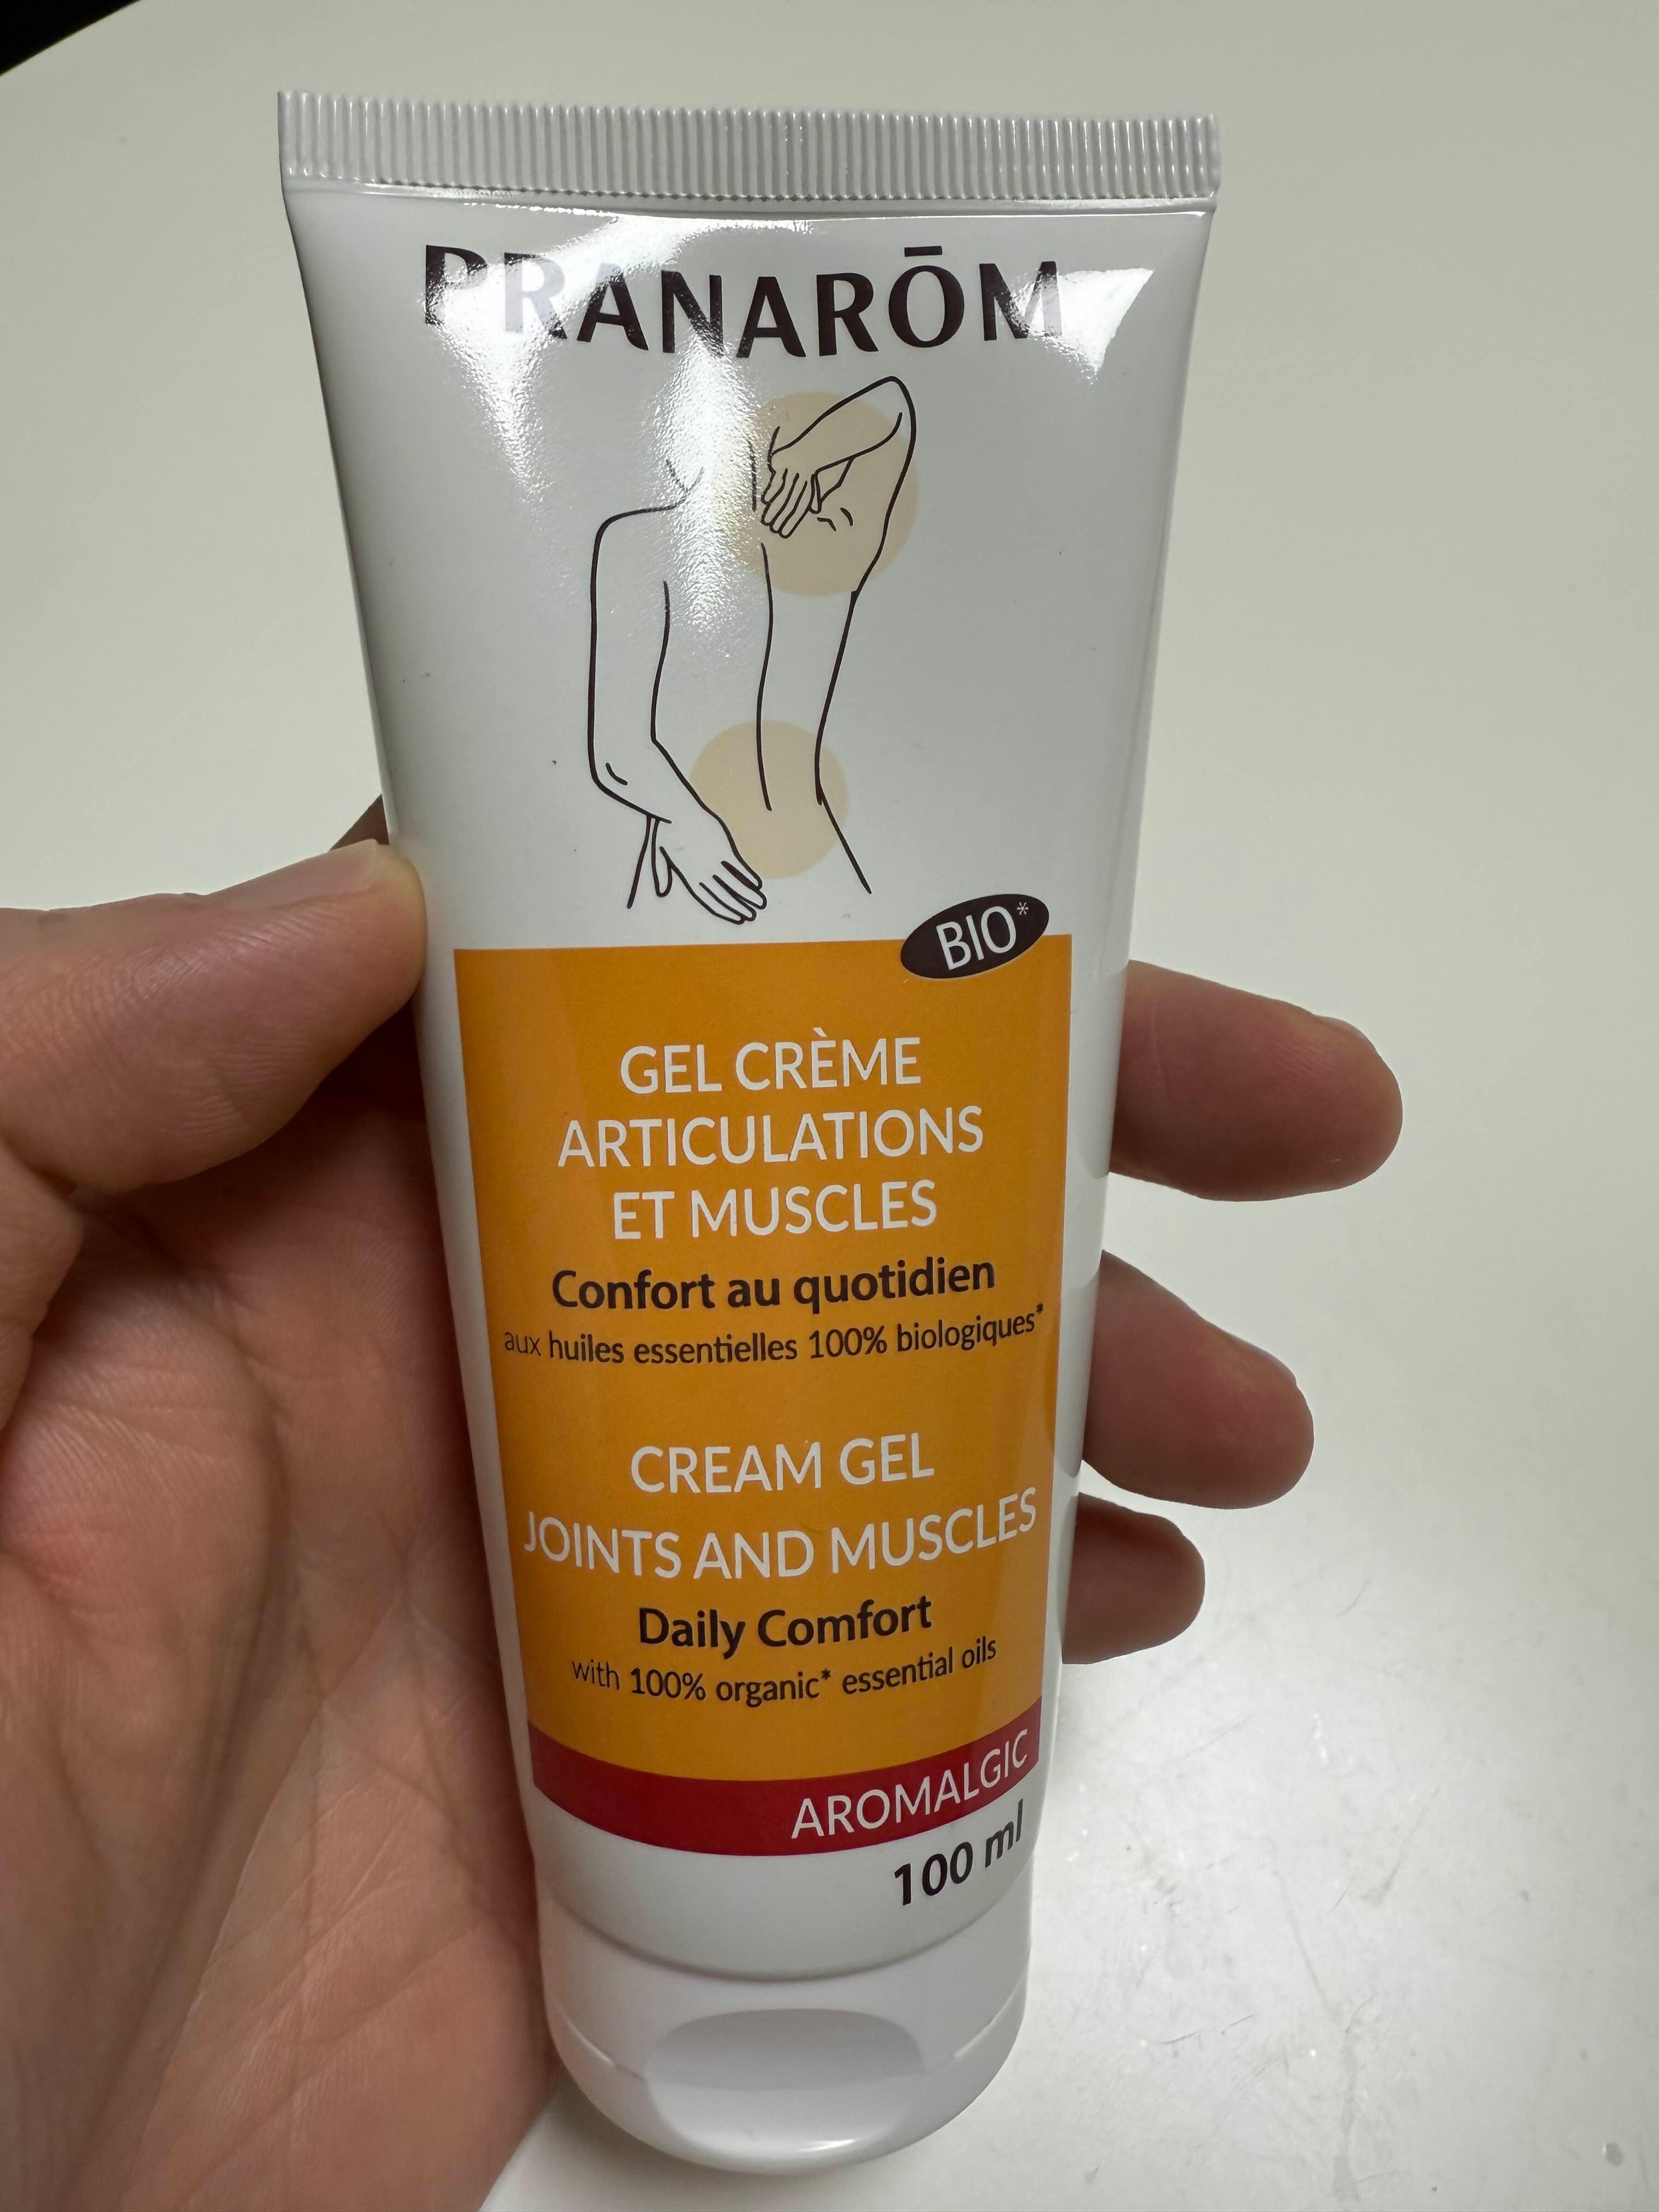 PRANARŌM
BIO*
GEL CRÈME
ARTICULATIONS
ET MUSCLES
Confort au quotidien
aux huiles essentielles 100% biologiques*
CREAM GEL
JOINTS AND MUSCLES
Daily Comfort
with 100% organic* essential oils
AROMALGIC
100 ml